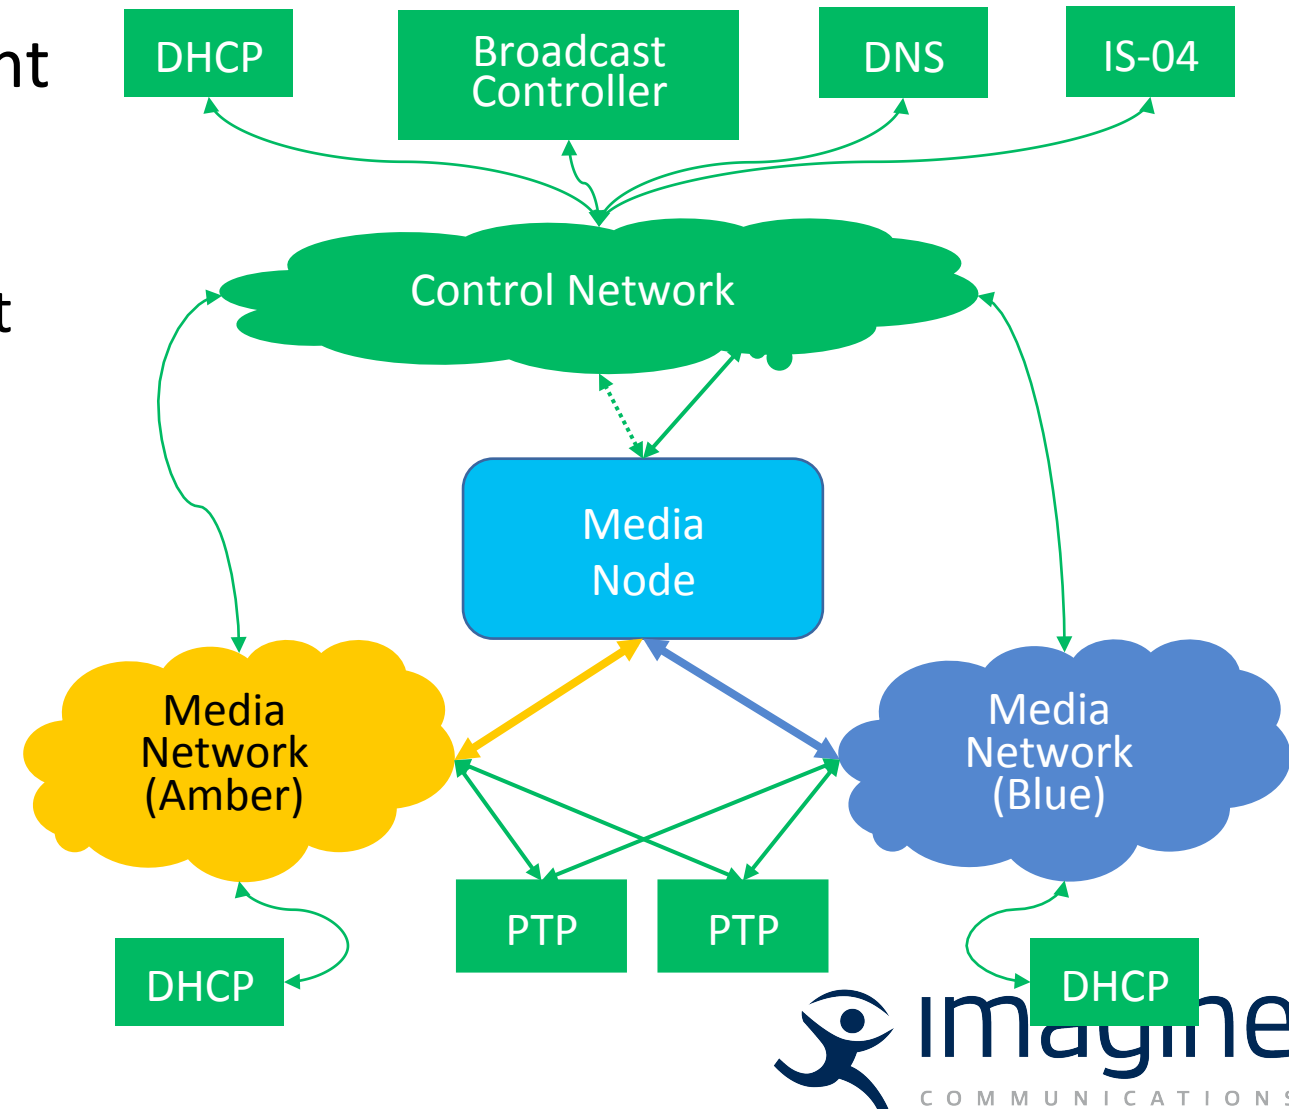 nt
DHCP
Broadcast
Controller
DNS
IS-04
Control Network
t
Media
Node
Media
Network
(Amber)
Media
Network
(Blue)
PTP
PTP
DHCP
DHCP
imagine
COMMUNICATIONS